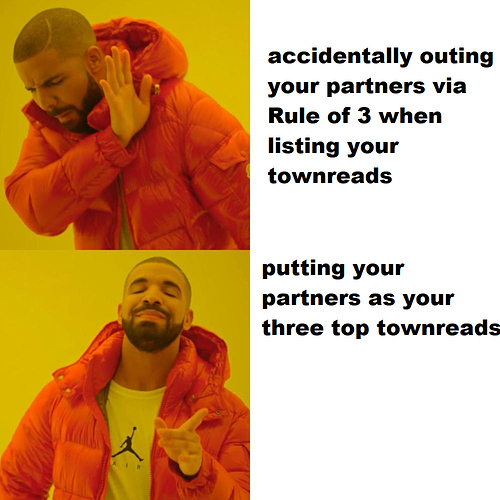 accidentally outing
your partners via
Rule of 3 when
listing your
townreads
putting your
partners as your
three top townreads
AIR